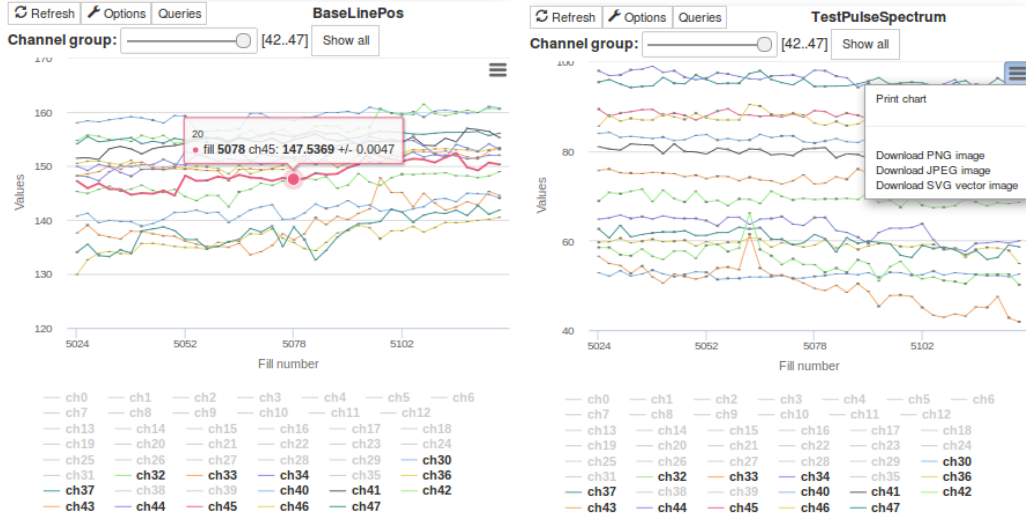 Refresh Options Queries BaseLinePos
Channel group: [42..47] Show all
170
160
150
140
130
120
Values
20
fill 5078 ch45: 147.5369 +/- 0.0047
5024 5052 5078 5102
Fill number
ch0 ch1 ch2 ch3 ch4 ch5 ch6
ch7 ch8 ch9 ch10 ch11 ch12
ch13 ch14 ch15 ch16 ch17 ch18
ch19 ch20 ch21 ch22 ch23 ch24
ch25 ch26 ch27 ch28 ch29 ch30
ch31 ch32 ch33 ch34 ch36
ch37 ch38 ch39 ch40 ch41 ch42
ch43 ch44 ch45 ch46 ch47
Refresh Options Queries TestPulseSpectrum
Channel group: [42..47] Show all
100
80
60
40
Values
Print chart
Download PNG image
Download JPEG image
Download SVG vector image
5024 5052 5078 5102
Fill number
ch0 ch1 ch2 ch3 ch4 ch5 ch6
ch7 ch8 ch9 ch10 ch11 ch12
ch13 ch14 ch15 ch16 ch17 ch18
ch19 ch20 ch21 ch22 ch23 ch24
ch25 ch26 ch27 ch28 ch29 ch30
ch31 ch32 ch33 ch34 ch36
ch37 ch38 ch39 ch40 ch41 ch42
ch43 ch44 ch45 ch46 ch47